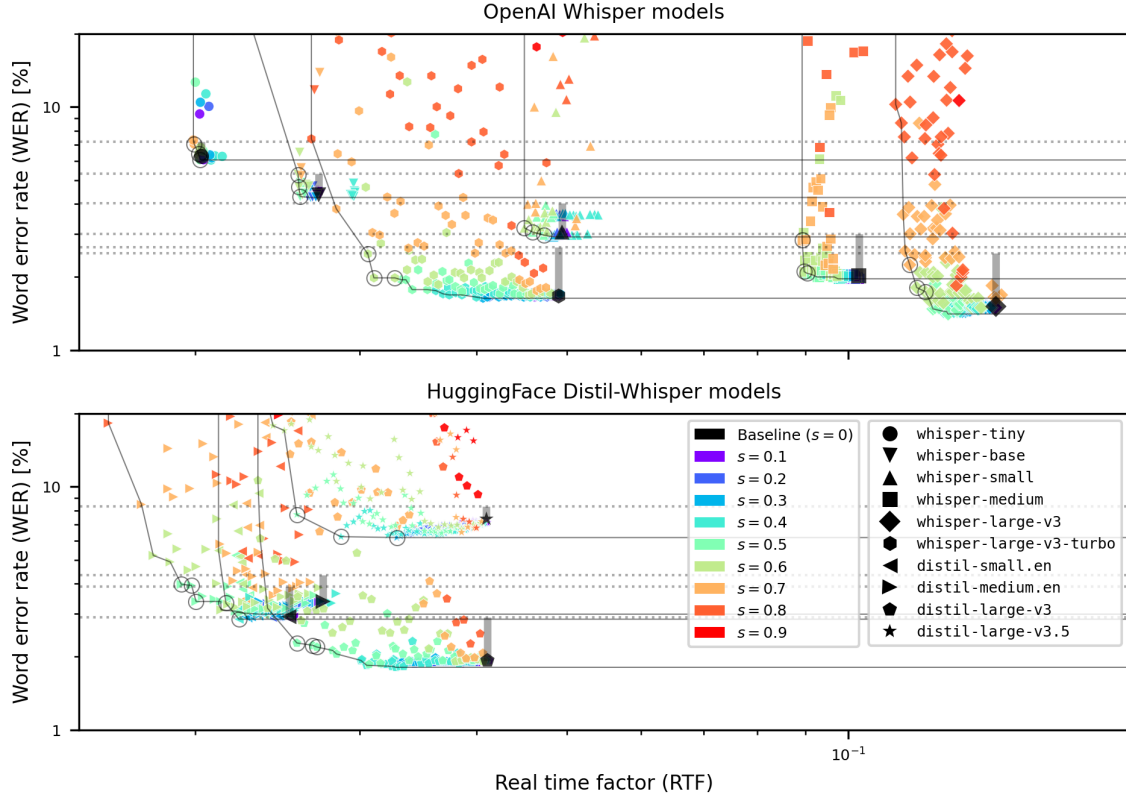 OpenAI Whisper models
Word error rate (WER) [%]
10
1
HuggingFace Distil-Whisper models
Word error rate (WER) [%]
10
1
Baseline (s = 0)
s = 0.1
s = 0.2
s = 0.3
s = 0.4
s = 0.5
s = 0.6
s = 0.7
s = 0.8
s = 0.9
whisper-tiny
whisper-base
whisper-small
whisper-medium
whisper-large-v3
whisper-large-v3-turbo
distil-small.en
distil-medium.en
distil-large-v3
distil-large-v3.5
10⁻¹
Real time factor (RTF)